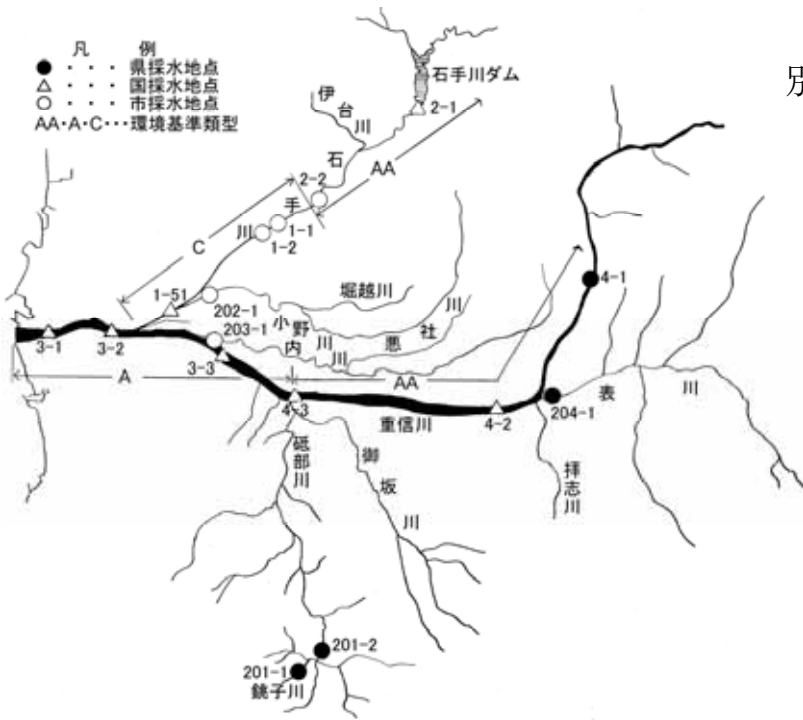 凡 例
● ・・・ 県採水地点
△ ・・・ 国採水地点
○ ・・・ 市採水地点
AA・A・C・・・環境基準類型
別
石手川ダム
2-1
伊台川
石手川
AA
2-2
1-1
1-2
C
1-51
202-1
堀越川
小野川
悪社川
203-1
内川
3-1
3-2
3-3
A
AA
4-1
4-3
重信川
4-2
204-1
表川
拝志川
砥部川
御坂川
201-2
201-1
銚子川